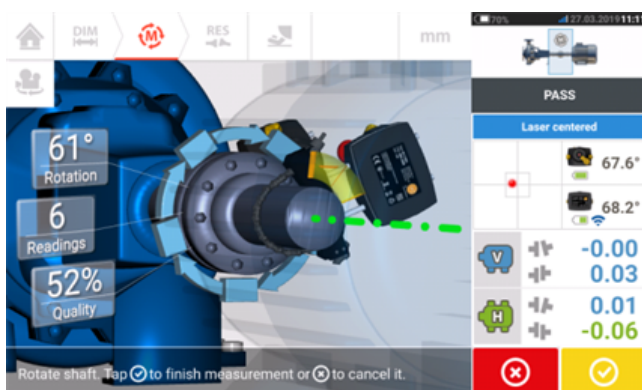 DIM
M
RES
mm
70%
27.03.2019 11:11
PASS
Laser centered
61°
Rotation
6
Readings
52%
Quality
67.6°
68.2°
V
-0.00
0.03
H
0.01
-0.06
Rotate shaft. Tap to finish measurement or to cancel it.